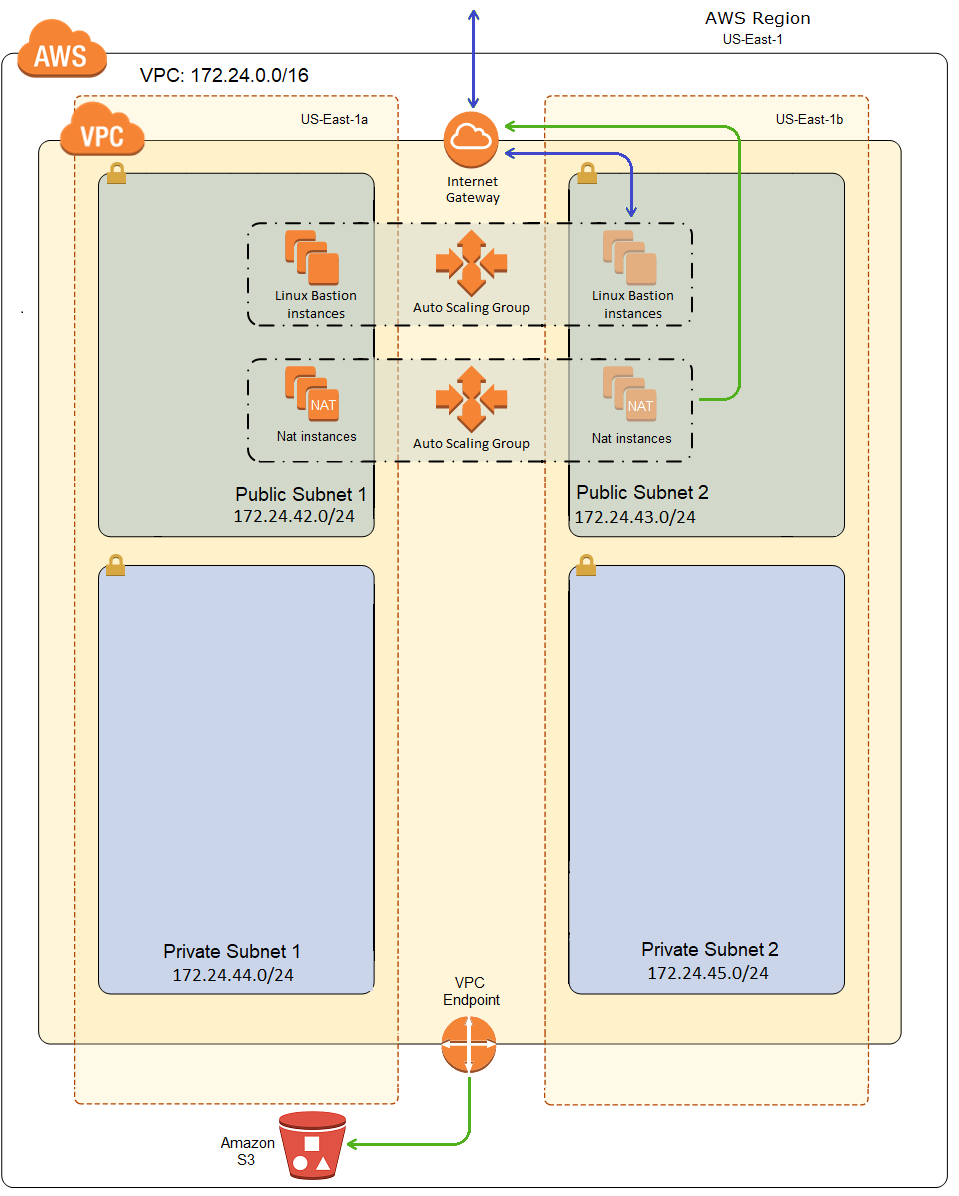 AWS Region
US-East-1
AWS
VPC: 172.24.0.0/16
US-East-1a
US-East-1b
VPC
Internet
Gateway
Linux Bastion
instances
Auto Scaling Group
Linux Bastion
instances
NAT
Nat instances
Auto Scaling Group
NAT
Nat instances
Public Subnet 1
172.24.42.0/24
Public Subnet 2
172.24.43.0/24
Private Subnet 1
172.24.44.0/24
Private Subnet 2
172.24.45.0/24
VPC
Endpoint
Amazon
S3